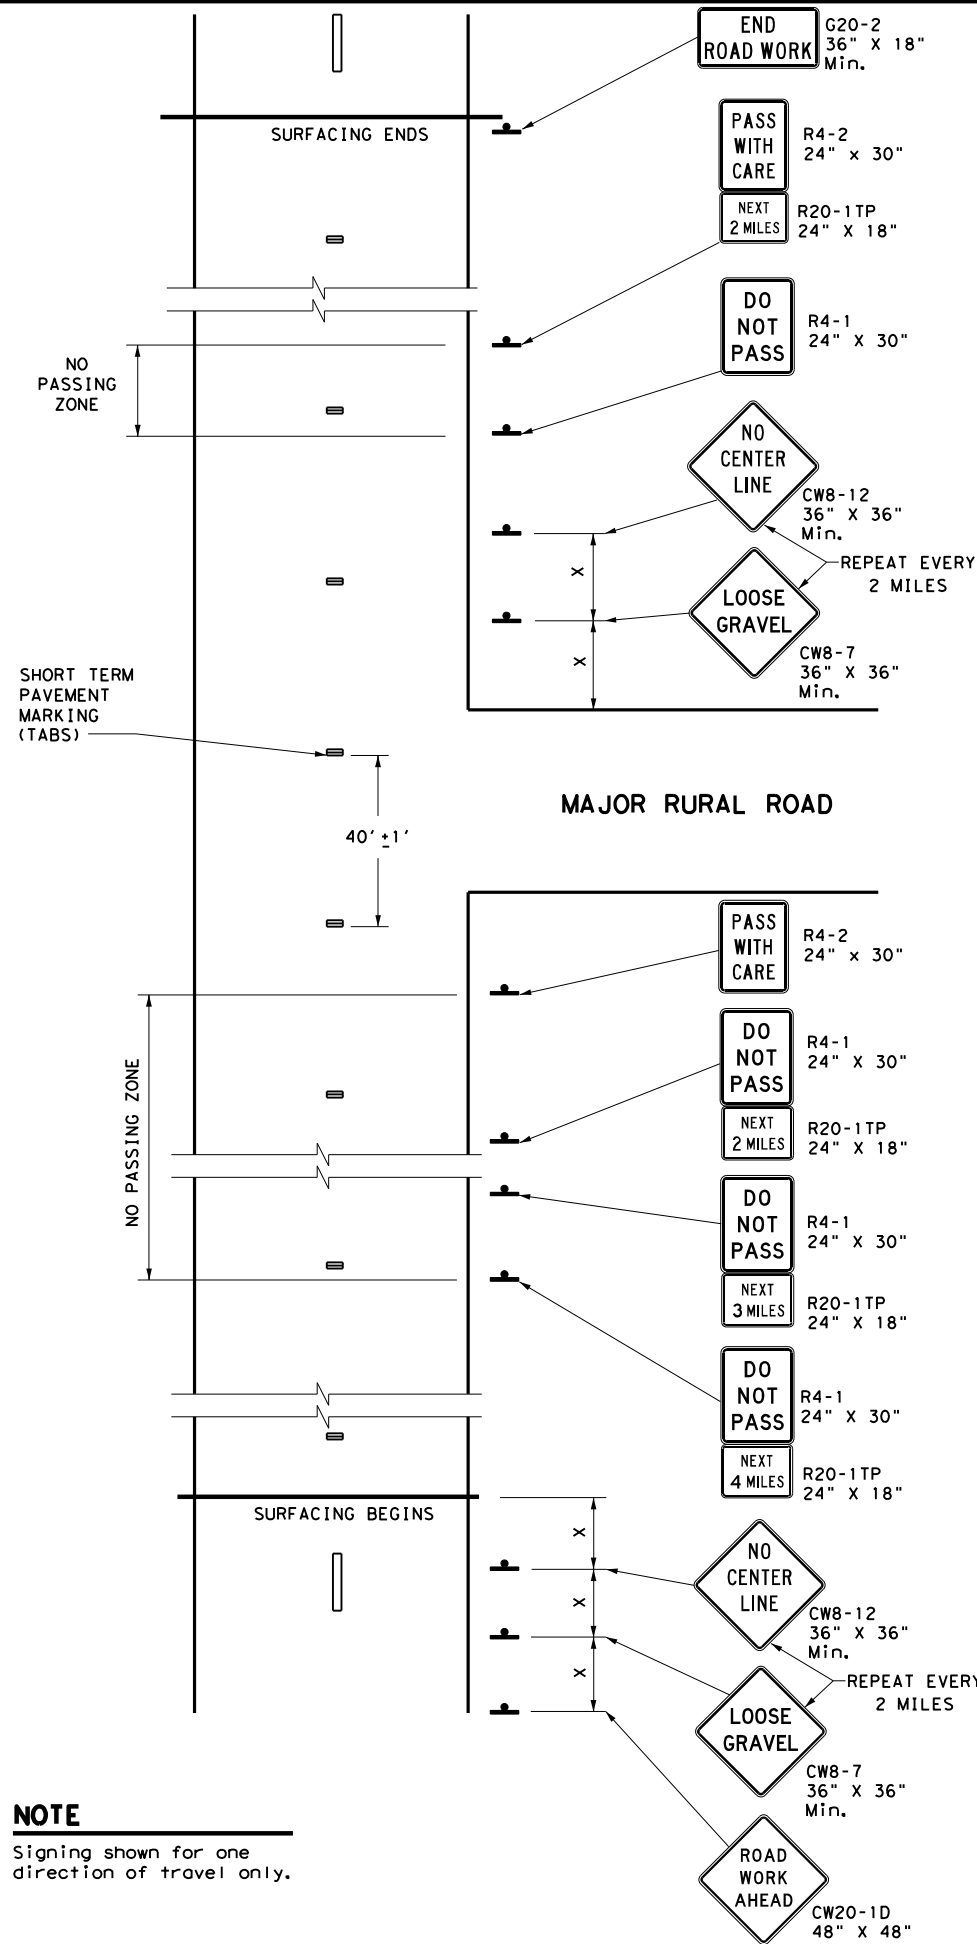 END
ROAD WORK
G20-2
36" X 18"
Min.
SURFACING ENDS
PASS
WITH
CARE
R4-2
24" x 30"
NEXT
2 MILES
R20-1TP
24" X 18"
DO
NOT
PASS
R4-1
24" X 30"
NO
PASSING
ZONE
NO
CENTER
LINE
CW8-12
36" X 36"
Min.
X
REPEAT EVERY
2 MILES
LOOSE
GRAVEL
CW8-7
36" X 36"
Min.
X
SHORT TERM
PAVEMENT
MARKING
(TABS)
MAJOR RURAL ROAD
40'±1'
PASS
WITH
CARE
R4-2
24" x 30"
NO PASSING ZONE
DO
NOT
PASS
R4-1
24" X 30"
NEXT
2 MILES
R20-1TP
24" X 18"
DO
NOT
PASS
R4-1
24" X 30"
NEXT
3 MILES
R20-1TP
24" X 18"
DO
NOT
PASS
R4-1
24" X 30"
NEXT
4 MILES
R20-1TP
24" X 18"
SURFACING BEGINS
X
NO
CENTER
LINE
CW8-12
36" X 36"
Min.
X
X
REPEAT EVERY
2 MILES
LOOSE
GRAVEL
CW8-7
36" X 36"
Min.
NOTE
Signing shown for one
direction of travel only.
ROAD
WORK
AHEAD
CW20-1D
48" X 48"